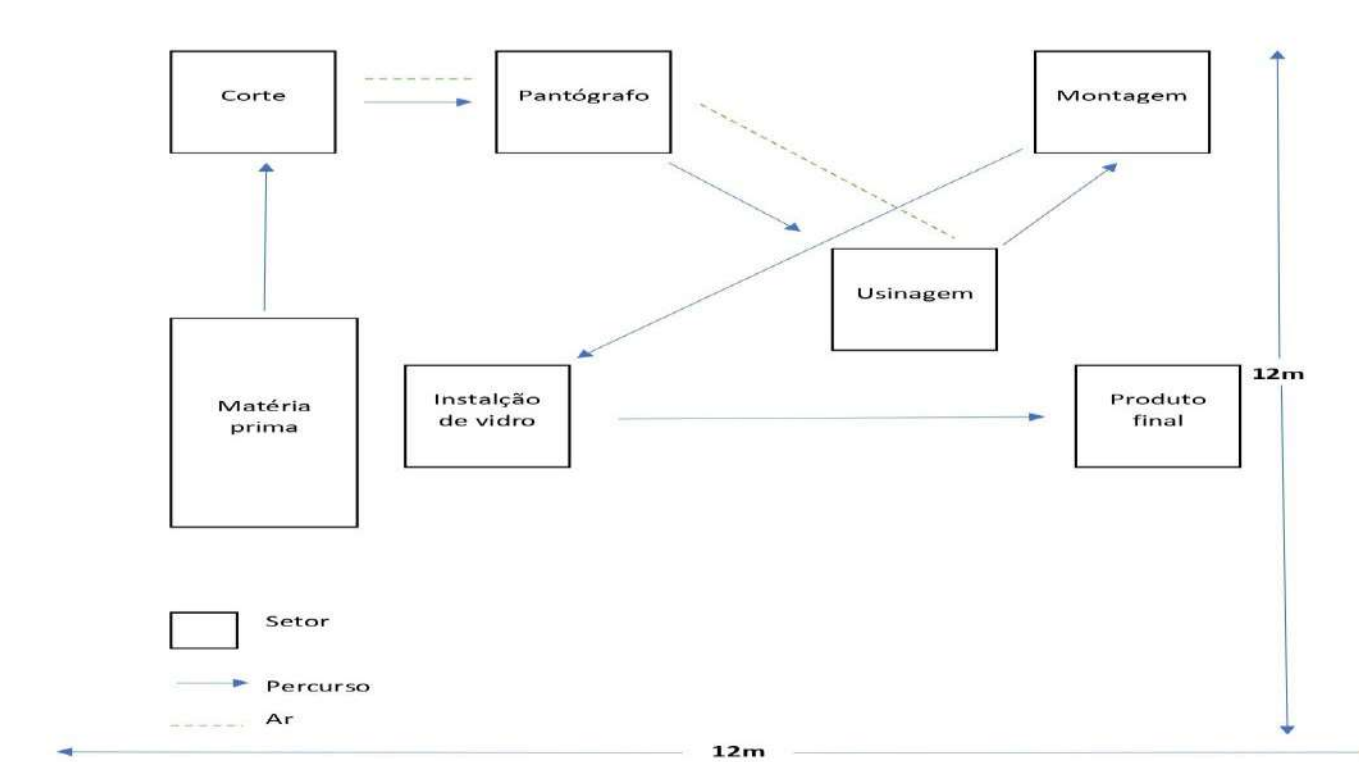 Corte
Pantógrafo
Montagem
Usinagem
Matéria
prima
Instalção
de vidro
Produto
final
12m
Setor
Percurso
Ar
12m